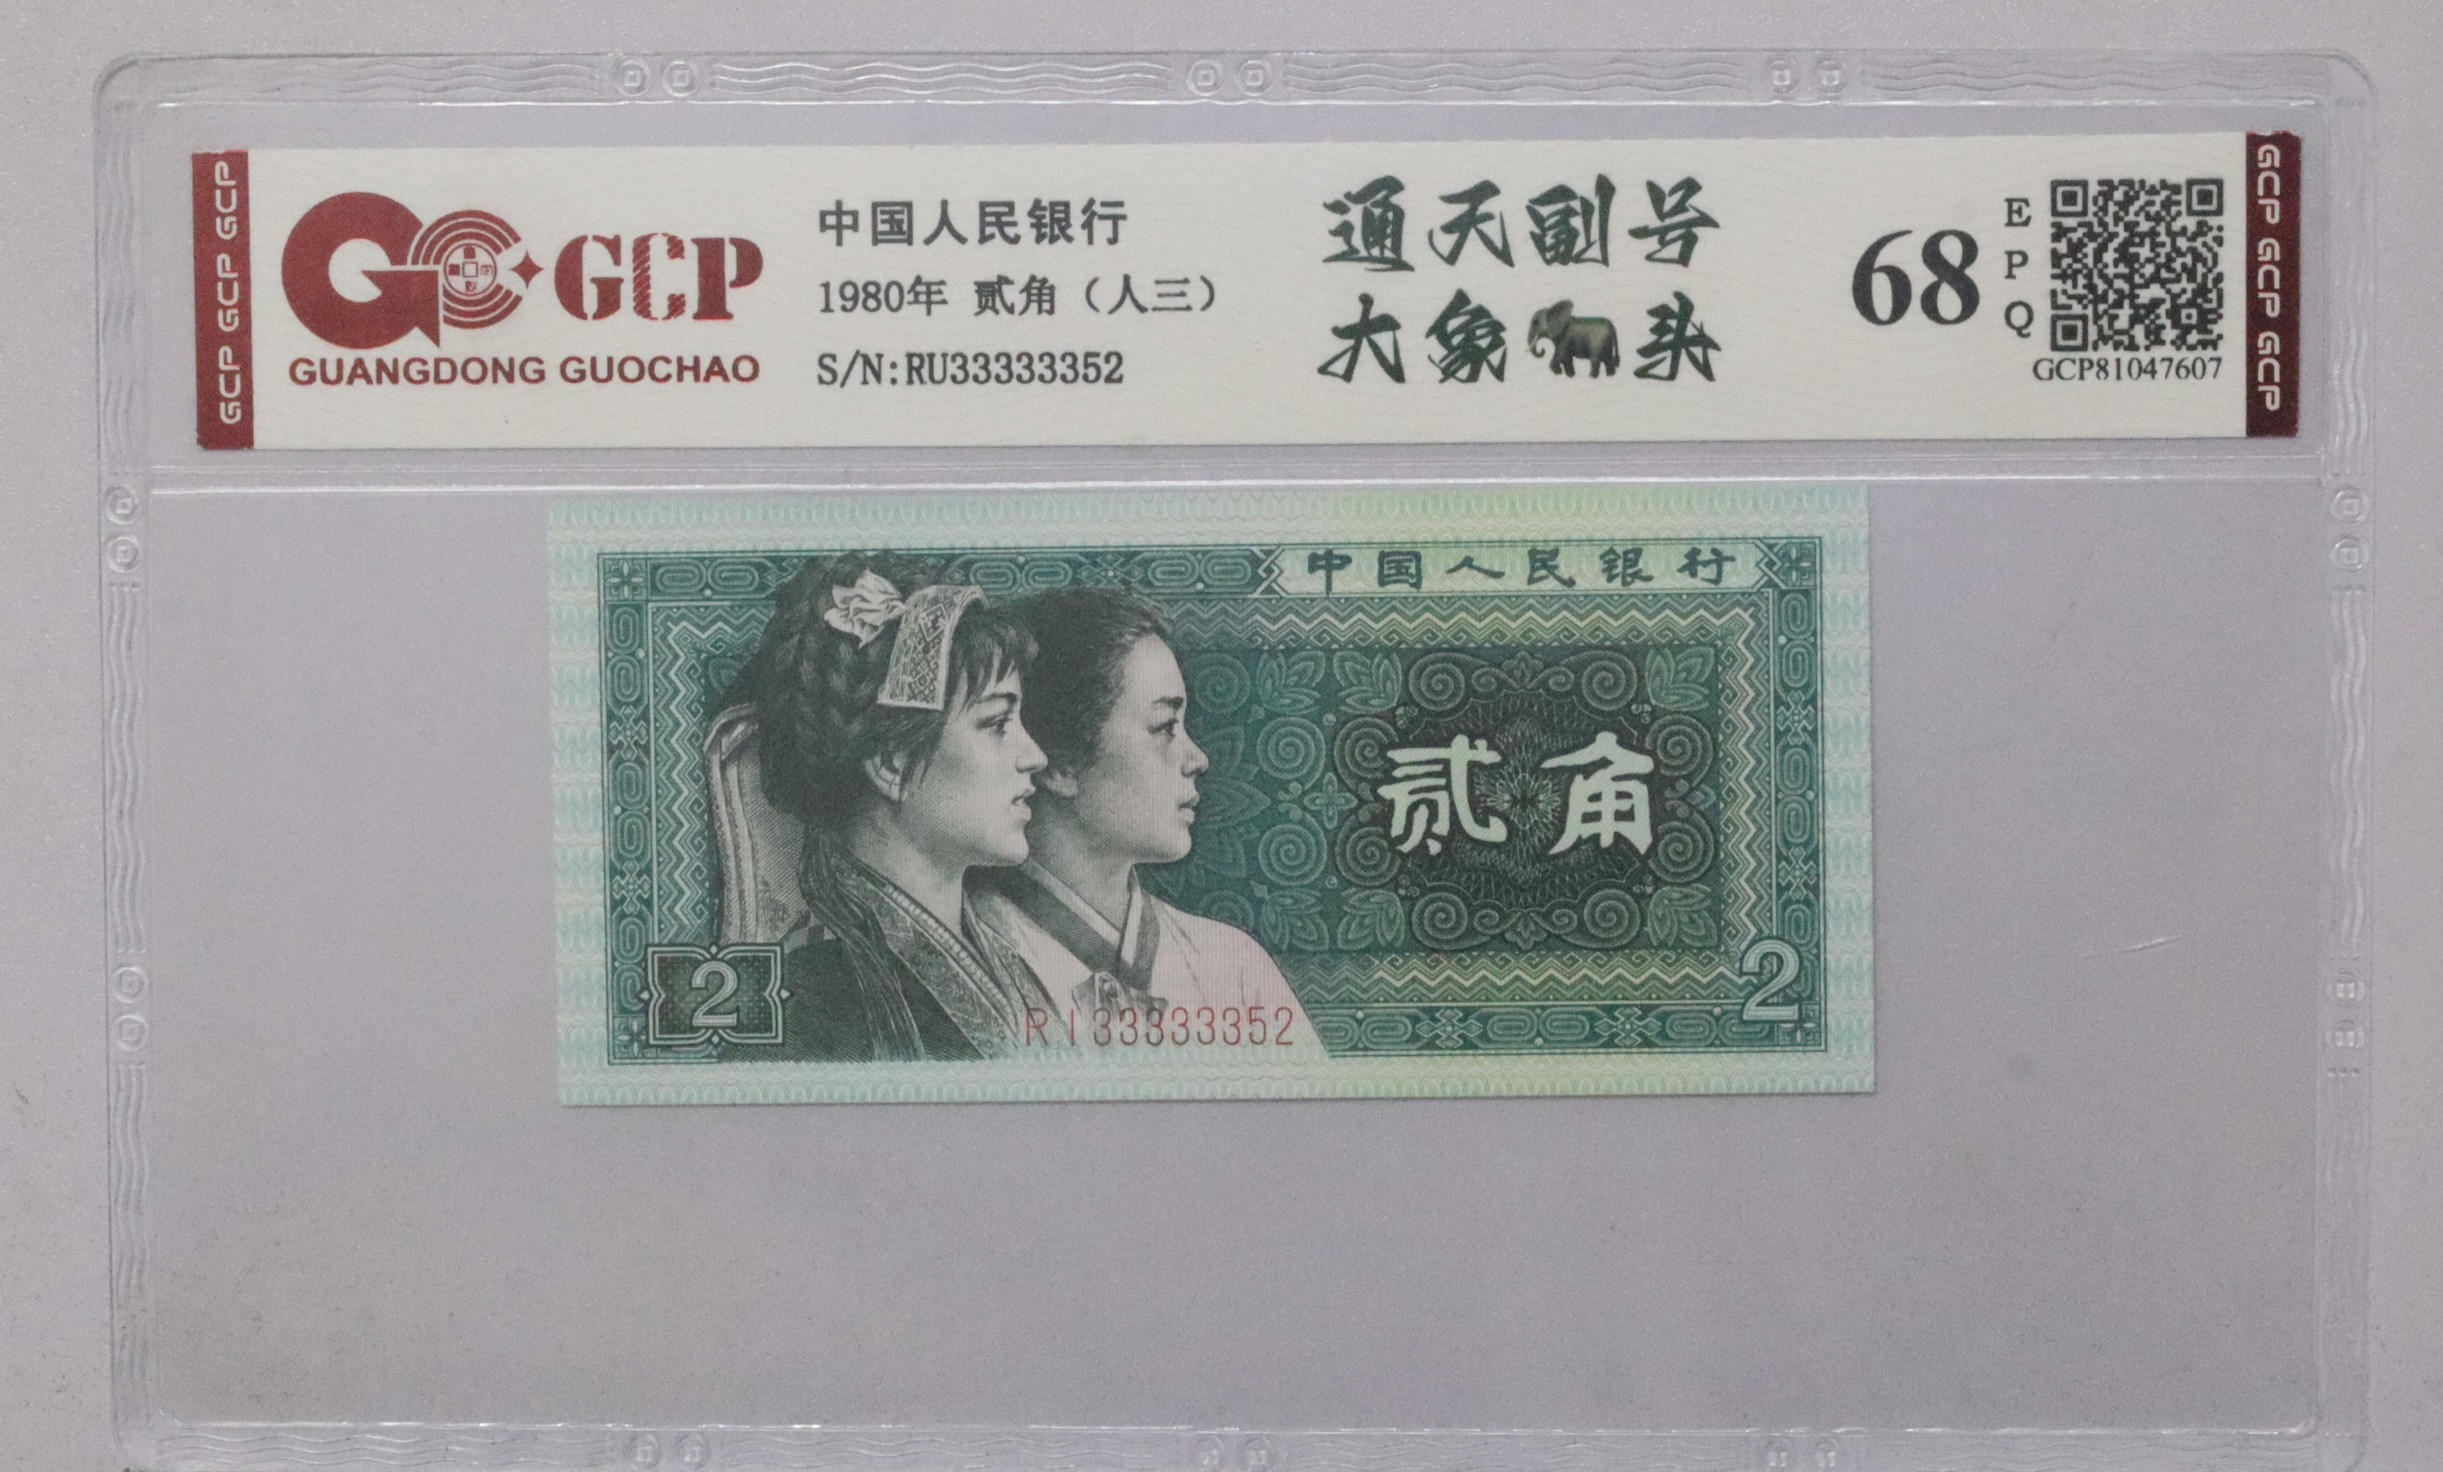 GCP GCP GCP
GCP
GUANGDONG GUOCHAO
中国人民银行
1980年 贰角（人三）
S/N:RU33333352
通天副号
大象头
68
E
P
Q
GCP81047607
GCP GCP GCP
中国人民银行
贰角
2
2
RI33333352